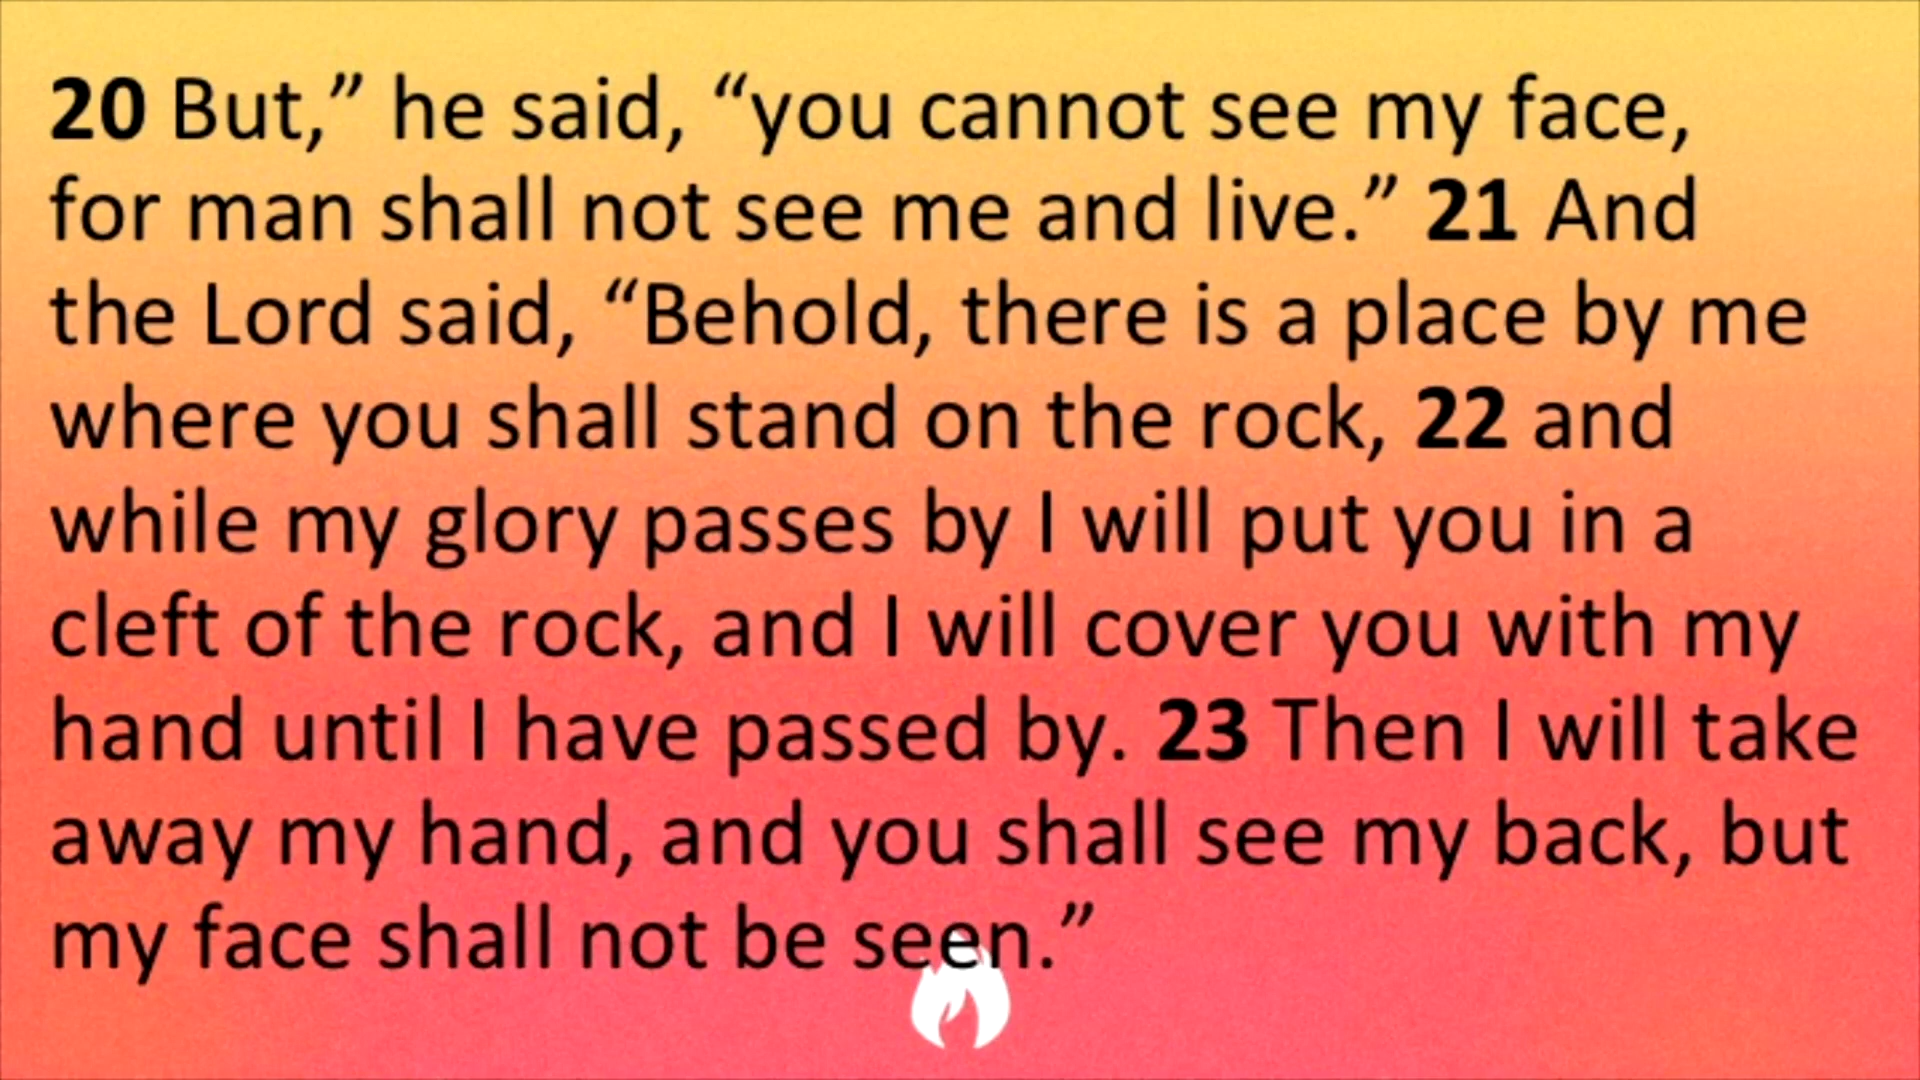 20 But,” he said, “you cannot see my face,
for man shall not see me and live.” 21 And
the Lord said, “Behold, there is a place by me
where you shall stand on the rock, 22 and
while my glory passes by I will put you in a
cleft of the rock, and I will cover you with my
hand until I have passed by. 23 Then I will take
away my hand, and you shall see my back, but
my face shall not be seen.”